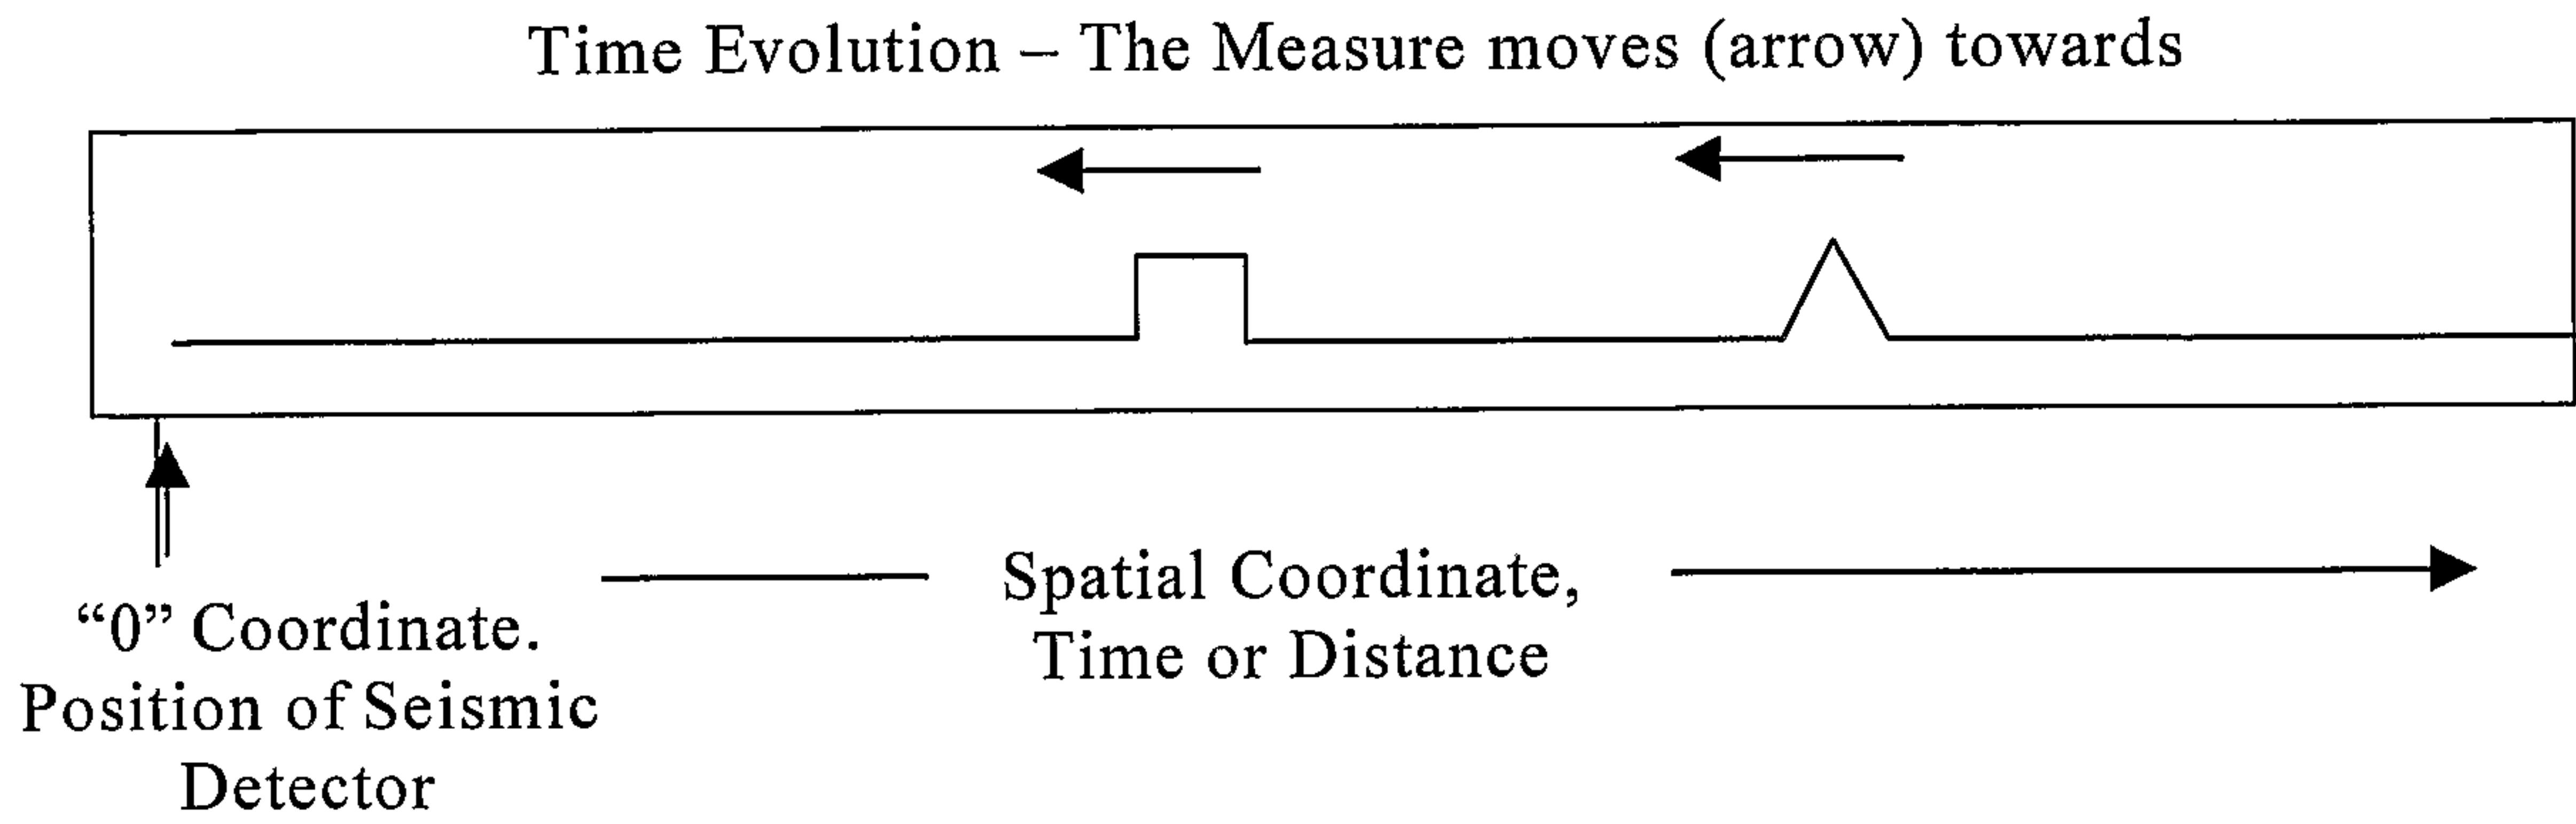 Time Evolution – The Measure moves (arrow) towards
“0” Coordinate.
Position of Seismic
Detector
Spatial Coordinate,
Time or Distance